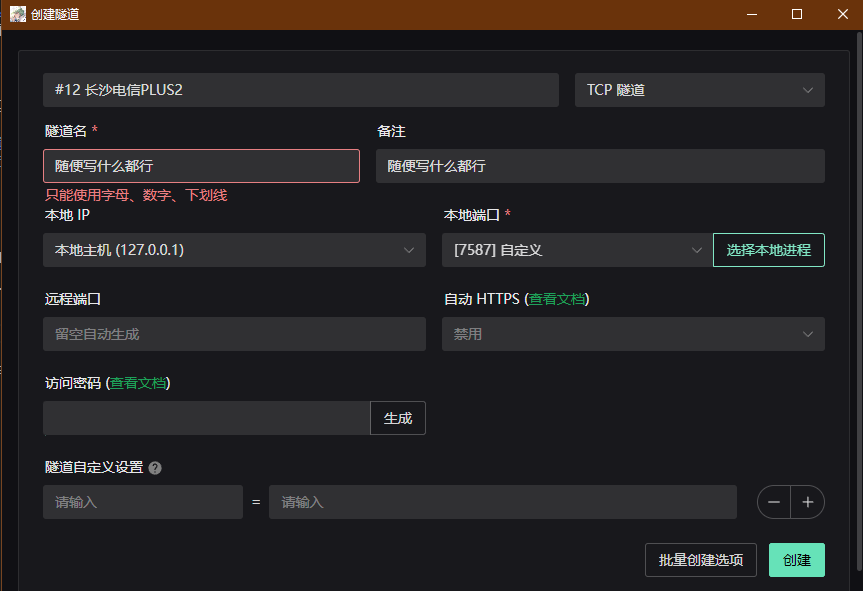 创建隧道
#12 长沙电信PLUS2
TCP 隧道
隧道名 *
备注
随便写什么都行
随便写什么都行
只能使用字母、数字、下划线
本地 IP
本地端口 *
本地主机 (127.0.0.1)
[7587] 自定义
选择本地进程
远程端口
自动 HTTPS (查看文档)
留空自动生成
禁用
访问密码 (查看文档)
生成
隧道自定义设置 ?
请输入 = 请输入
批量创建选项
创建